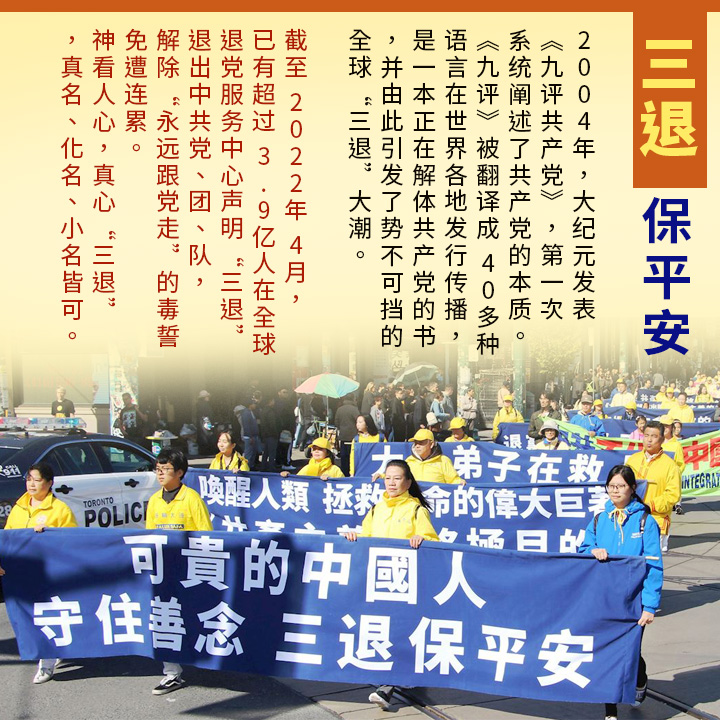 三退
保平安
2004年，大纪元发表
《九评共产党》，第一次
系统阐述了共产党的本质。
《九评》被翻译成 40多种
语言在世界各地发行传播，
是一本正在解体共产党的书
，并由此引发了势不可挡的
全球“三退”大潮。
截至 2022年 4月，
已有超过 3.9亿人在全球
退党服务中心声明“三退”
退出中共党、团、队，
解除“永远跟党走”的毒誓
免遭连累。
神看人心，真心“三退”
，真名、化名、小名皆可。
弟子在救
喚醒人類 拯救 命的偉大巨著
TORONTO
POLICE
可貴的中國人
守住善念 三退保平安